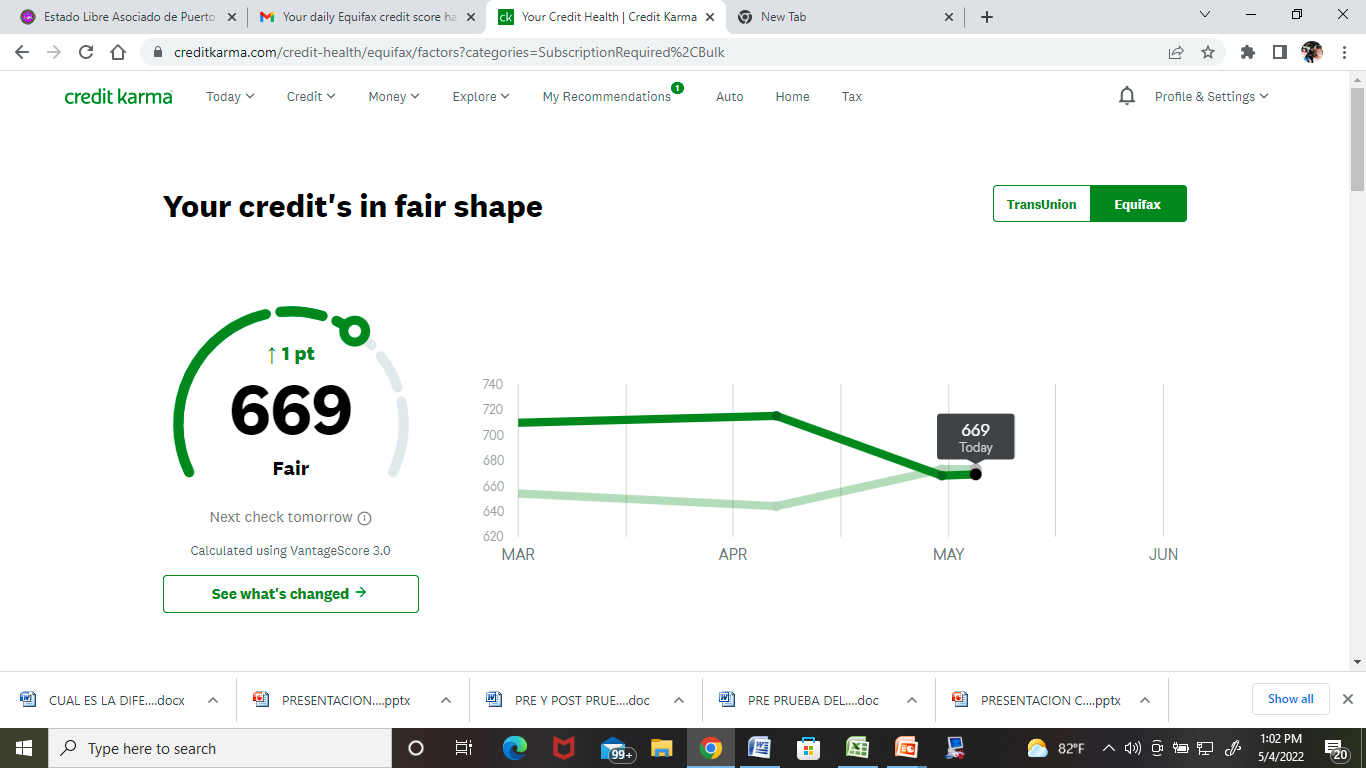 Estado Libre Asociado de Puerto
Your daily Equifax credit score ha
Your Credit Health | Credit Karma
New Tab
creditkarma.com/credit-health/equifax/factors?categories=SubscriptionRequired%2CBulk
credit karma
Today
Credit
Money
Explore
My Recommendations 1
Auto
Home
Tax
Profile & Settings
Your credit's in fair shape
TransUnion
Equifax
↑ 1 pt
669
Fair
Next check tomorrow
Calculated using VantageScore 3.0
See what's changed →
740
720
700
680
660
640
620
669
Today
MAR
APR
MAY
JUN
CUAL ES LA DIFE....docx
PRESENTACION....pptx
PRE Y POST PRUE....doc
PRE PRUEBA DEL....doc
PRESENTACION C....pptx
Show all
Type here to search
99+
82°F
1:02 PM
5/4/2022
20